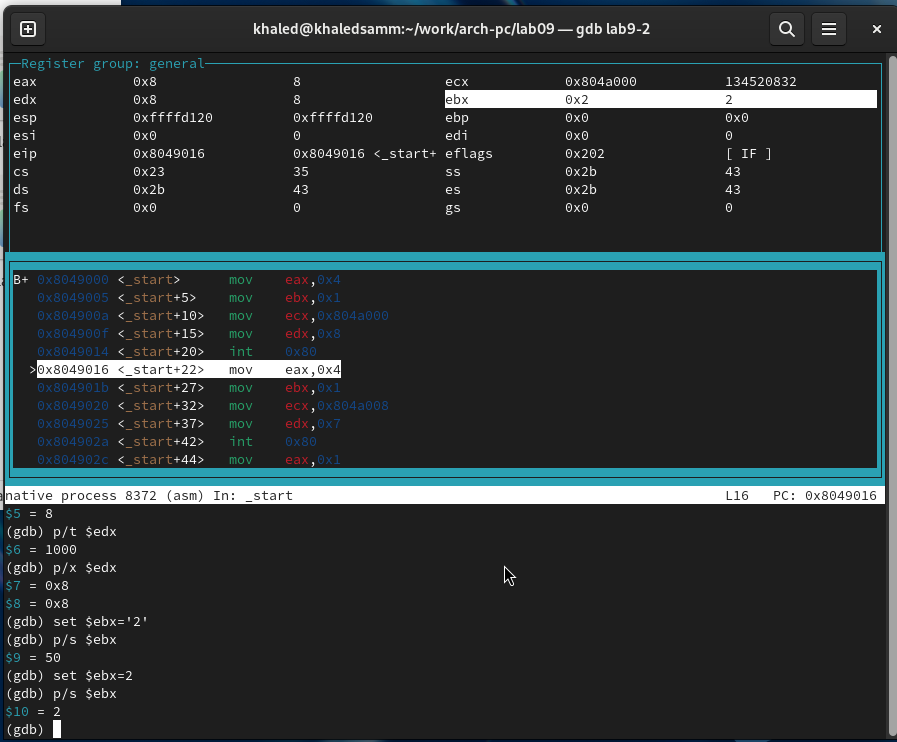 khaled@khaledsamm:~/work/arch-pc/lab09 — gdb lab9-2
Register group: general
eax 0x8 8 ecx 0x804a000 134520832
edx 0x8 8 ebx 0x2 2
esp 0xffffd120 0xffffd120 ebp 0x0 0x0
esi 0x0 0 edi 0x0 0
eip 0x8049016 0x8049016 <_start+ eflags 0x202 [ IF ]
cs 0x23 35 ss 0x2b 43
ds 0x2b 43 es 0x2b 43
fs 0x0 0 gs 0x0 0
B+ 0x8049000 <_start> mov eax,0x4
0x8049005 <_start+5> mov ebx,0x1
0x804900a <_start+10> mov ecx,0x804a000
0x804900f <_start+15> mov edx,0x8
0x8049014 <_start+20> int 0x80
>0x8049016 <_start+22> mov eax,0x4
0x804901b <_start+27> mov ebx,0x1
0x8049020 <_start+32> mov ecx,0x804a008
0x8049025 <_start+37> mov edx,0x7
0x804902a <_start+42> int 0x80
0x804902c <_start+44> mov eax,0x1
native process 8372 (asm) In: _start L16 PC: 0x8049016
$5 = 8
(gdb) p/t $edx
$6 = 1000
(gdb) p/x $edx
$7 = 0x8
$8 = 0x8
(gdb) set $ebx='2'
(gdb) p/s $ebx
$9 = 50
(gdb) set $ebx=2
(gdb) p/s $ebx
$10 = 2
(gdb)